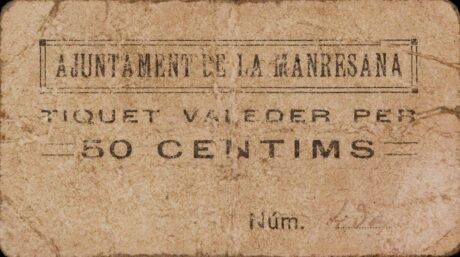 AJUNTAMENT DE LA MANRESANA
TIQUET VALEDER PER
50 CENTIMS
Núm.